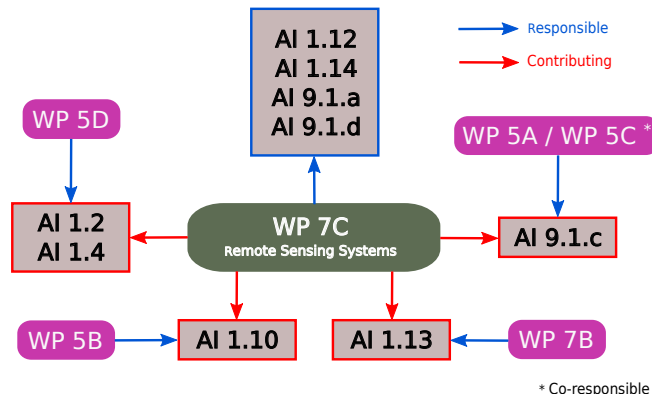 AI 1.12
AI 1.14
AI 9.1.a
AI 9.1.d
Responsible
Contributing
WP 5D
WP 5A / WP 5C *
AI 1.2
AI 1.4
WP 7C
Remote Sensing Systems
AI 9.1.c
WP 5B
AI 1.10
AI 1.13
WP 7B
* Co-responsible